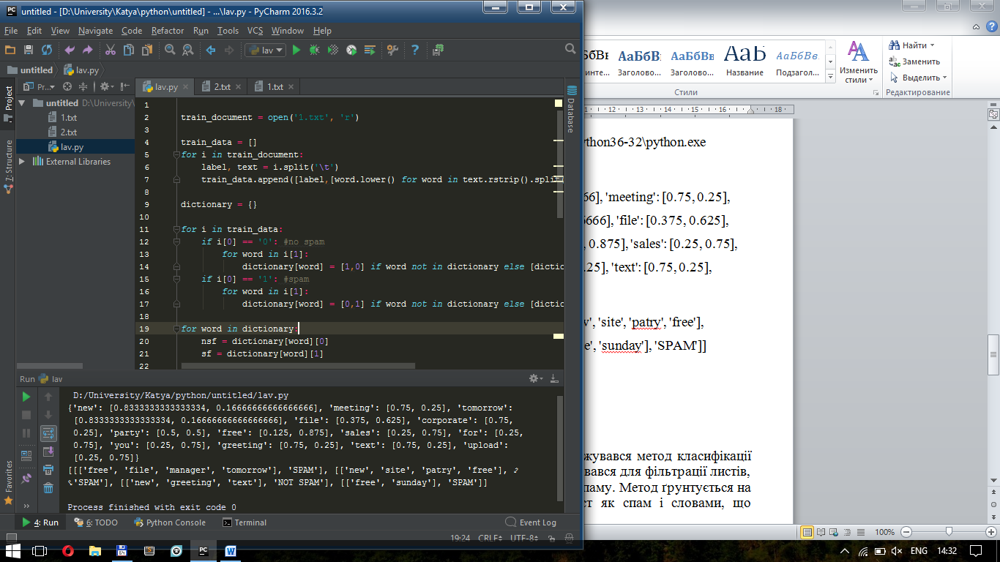 untitled - [D:\University\Katya\python\untitled] - ...\lav.py - PyCharm 2016.3.2
File Edit View Navigate Code Refactor Run Tools VCS Window Help
lav
untitled lav.py
Pr... lav.py 2.txt 1.txt
Project
Z: Structure
Favorites
Database
untitled D:\University\
1.txt
2.txt
lav.py
External Libraries
1
2 train_document = open('1.txt', 'r')
3
4 train_data = []
5 for i in train_document:
6 label, text = i.split('\t')
7 train_data.append([label,[word.lower() for word in text.rstrip().split(
8
9 dictionary = {}
10
11 for i in train_data:
12 if i[0] == '0': #no spam
13 for word in i[1]:
14 dictionary[word] = [1,0] if word not in dictionary else [dictio
15 if i[0] == '1': #spam
16 for word in i[1]:
17 dictionary[word] = [0,1] if word not in dictionary else [dictio
18
19 for word in dictionary:
20 nsf = dictionary[word][0]
21 sf = dictionary[word][1]
22
Run lav
D:/University/Katya/python/untitled/lav.py
{'new': [0.8333333333333334, 0.16666666666666666], 'meeting': [0.75, 0.25], 'tomorrow':
[0.8333333333333334, 0.16666666666666666], 'file': [0.375, 0.625], 'corporate': [0.75,
0.25], 'party': [0.5, 0.5], 'free': [0.125, 0.875], 'sales': [0.25, 0.75], 'for': [0.25,
0.75], 'you': [0.25, 0.75], 'greeting': [0.75, 0.25], 'text': [0.75, 0.25], 'upload':
[0.25, 0.75]}
[[['free', 'file', 'manager', 'tomorrow'], 'SPAM'], [['new', 'site', 'patry', 'free'],
'SPAM'], [['new', 'greeting', 'text'], 'NOT SPAM'], [['free', 'sunday'], 'SPAM']]
Process finished with exit code 0
4: Run 6: TODO Python Console Terminal Event Log
19:24 CRLF UTF-8
АаБбВв АаБбВ АаБбВв АаБ АаБбВв.
инте... Заголово... Заголово... Название Подзагол...
Стили
Изменить
стили
Найти
Заменить
Выделить
Редактирование
11 12 13 14 15 16 18
ython36-32\python.exe
66], 'meeting': [0.75, 0.25],
6666], 'file': [0.375, 0.625],
, 0.875], 'sales': [0.25, 0.75],
.25], 'text': [0.75, 0.25],
', 'site', 'patry', 'free'],
e', 'sunday'], 'SPAM']]
жувався метод класифікації
вався для фільтрації листів,
паму. Метод ґрунтується на
ст як спам і словами, що
100%
ENG 14:32